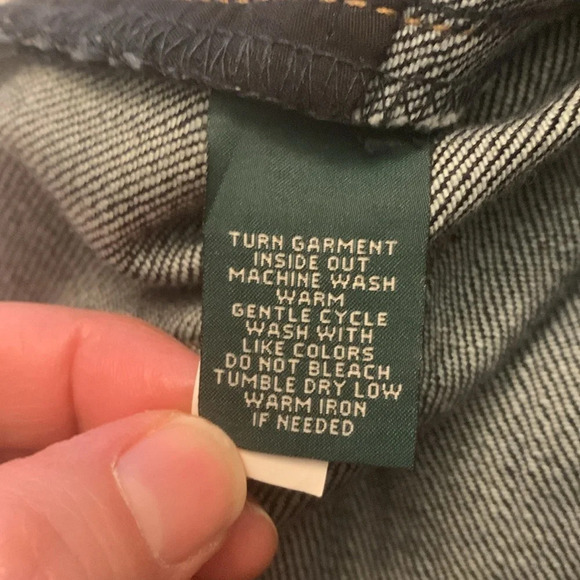 TURN GARMENT
INSIDE OUT
MACHINE WASH
WARM
GENTLE CYCLE
WASH WITH
LIKE COLORS
DO NOT BLEACH
TUMBLE DRY LOW
WARM IRON
IF NEEDED